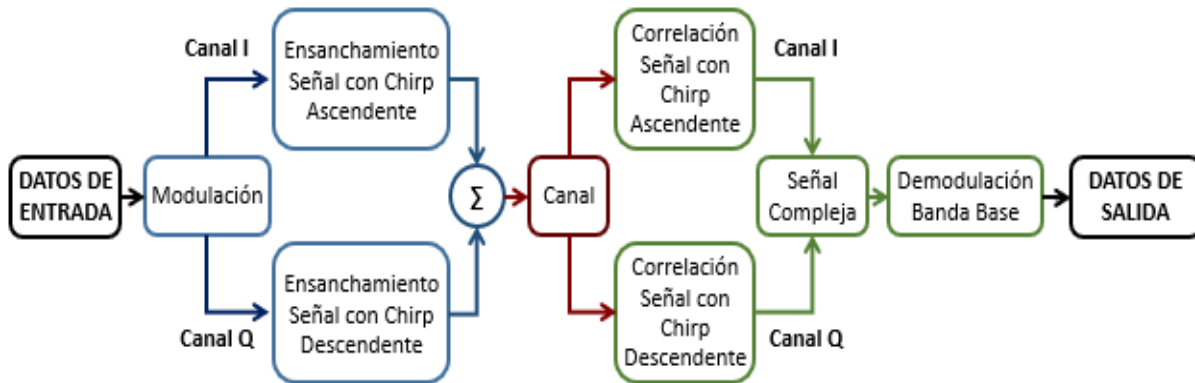 DATOS DE
ENTRADA
Modulación
Canal I
Ensanchamiento
Señal con Chirp
Ascendente
Canal Q
Ensanchamiento
Señal con Chirp
Descendente
Σ
Canal
Correlación
Señal con
Chirp
Ascendente
Canal I
Correlación
Señal con
Chirp
Descendente
Canal Q
Señal
Compleja
Demodulación
Banda Base
DATOS DE
SALIDA